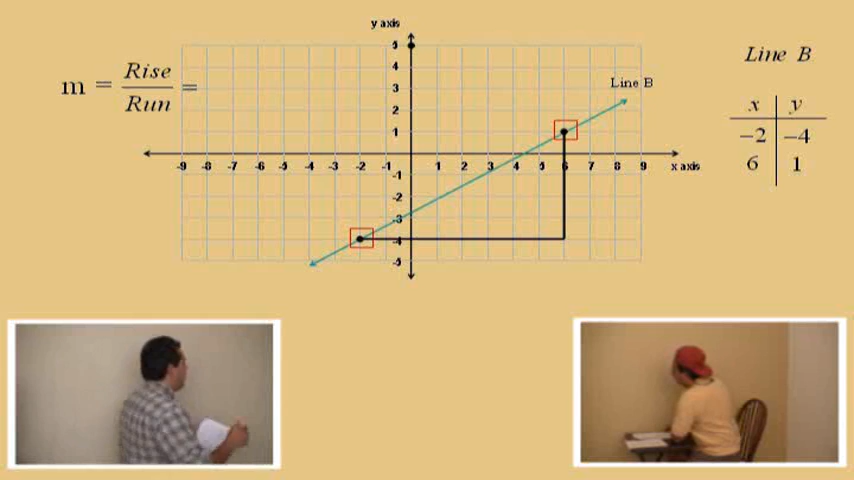 m = Rise/Run =
y axis
5
4
3
2
1
-1
-2
-3
-4
-5
-9 -8 -7 -6 -5 -4 -3 -2 -1 1 2 3 4 5 6 7 8 9
x axis
Line B
Line B
x y
−2 −4
6 1